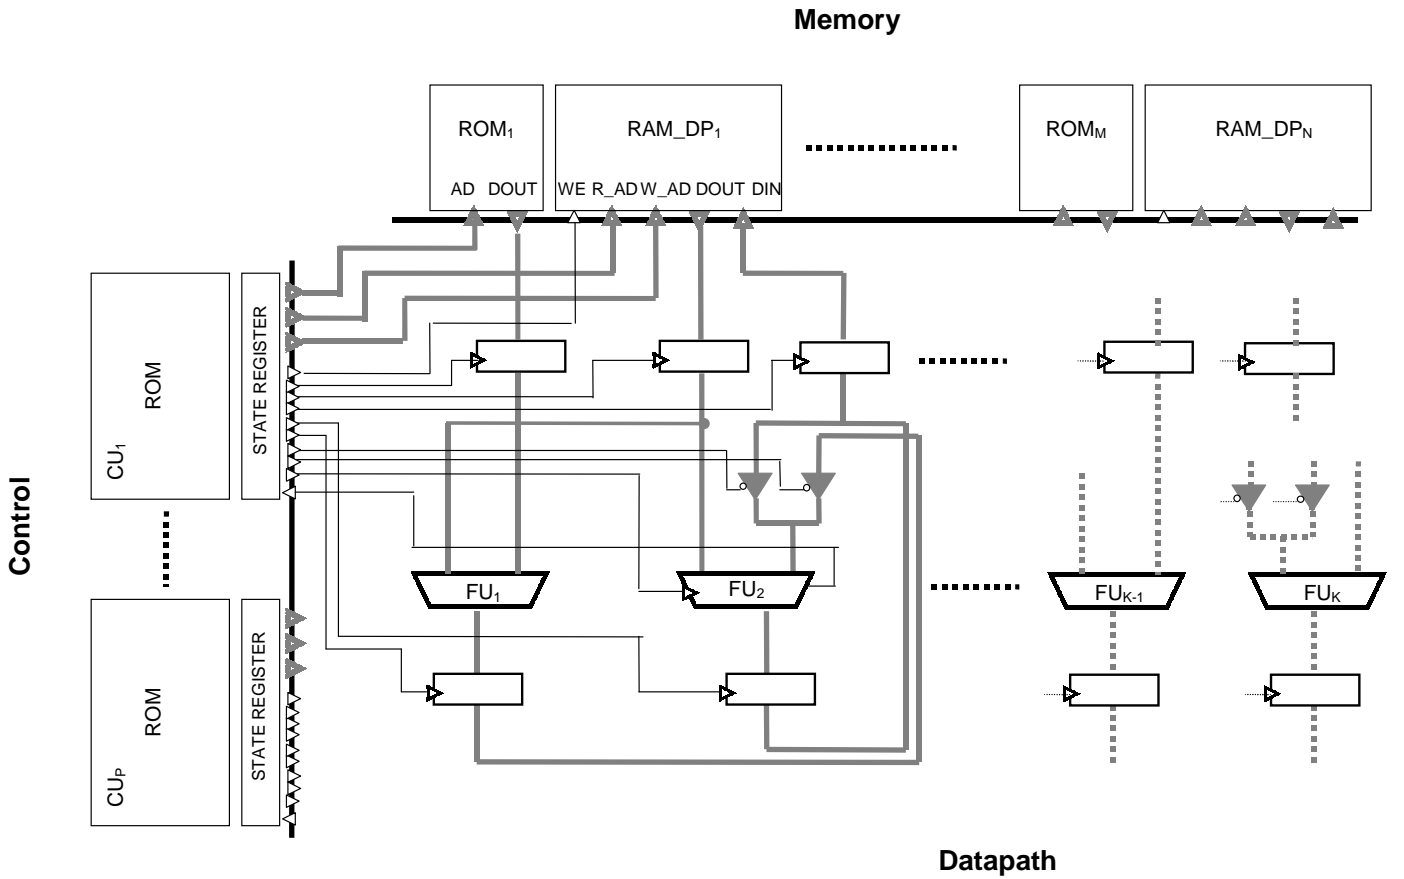 Memory
ROM1
RAM_DP1
ROMM
RAM_DPN
AD DOUT
WE R_AD W_AD DOUT DIN
Control
CU1
ROM
STATE REGISTER
FU1
FU2
FUK-1
FUK
CUP
ROM
STATE REGISTER
Datapath